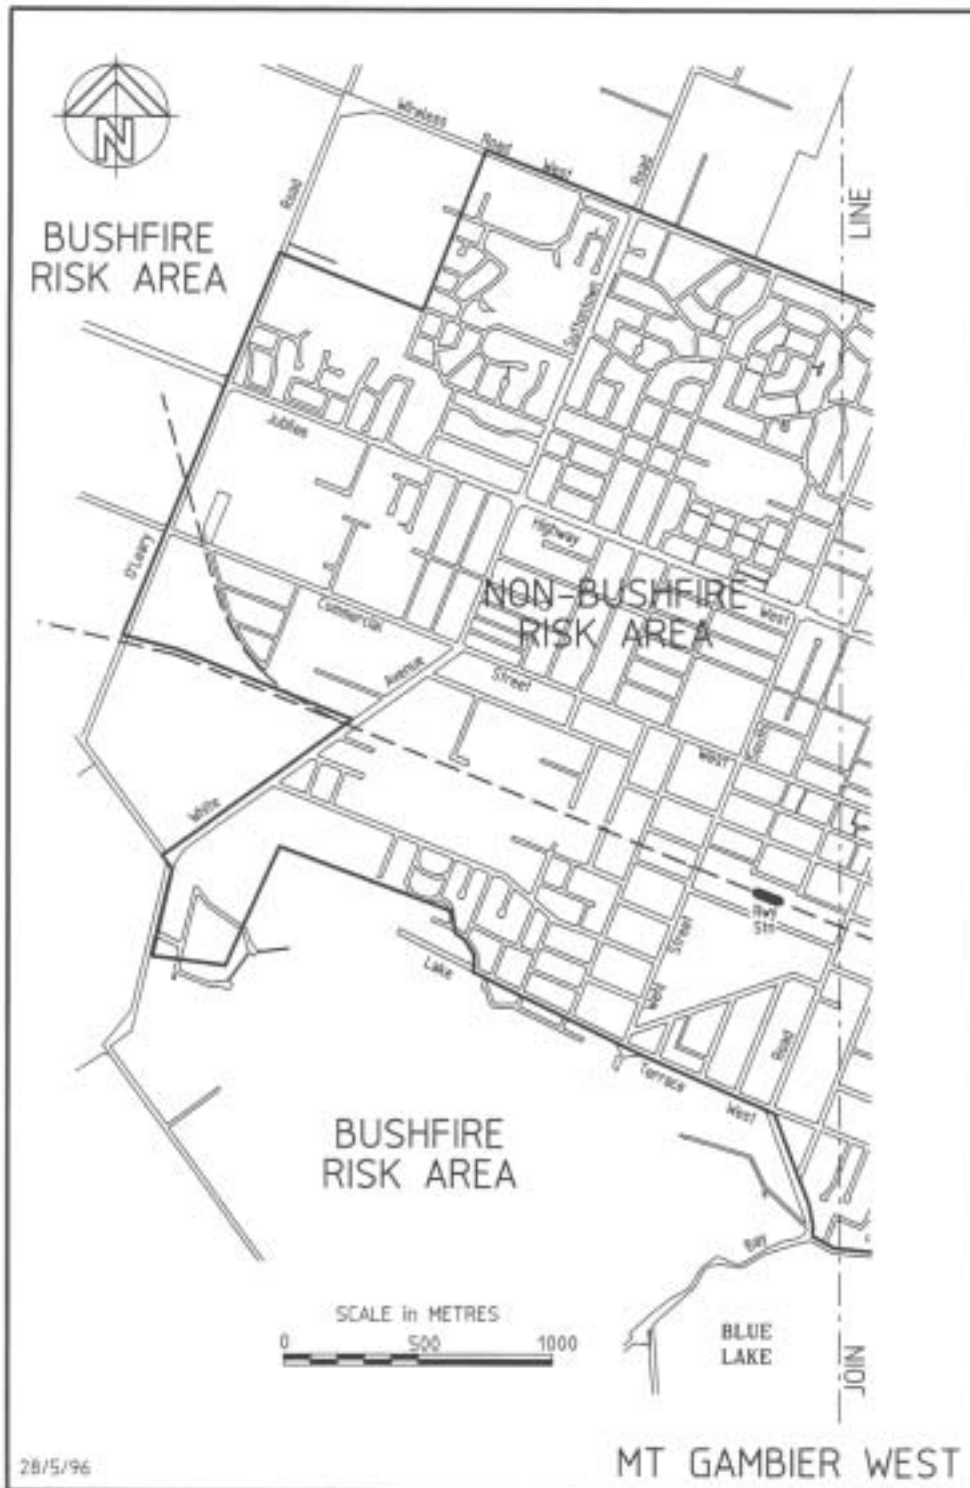 N
Wireless
Road
West
Road
Road
LINE
BUSHFIRE
RISK AREA
Suttontown
Jubilee
Highway
West
O'Leary
NON-BUSHFIRE
RISK AREA
Commercial
Avenue
Street
West
White
Rwy
Stn
Street
Lake
Terrace
West
Road
BUSHFIRE
RISK AREA
Bay
SCALE in METRES
0 500 1000
BLUE
LAKE
JOIN
28/5/96
MT GAMBIER WEST